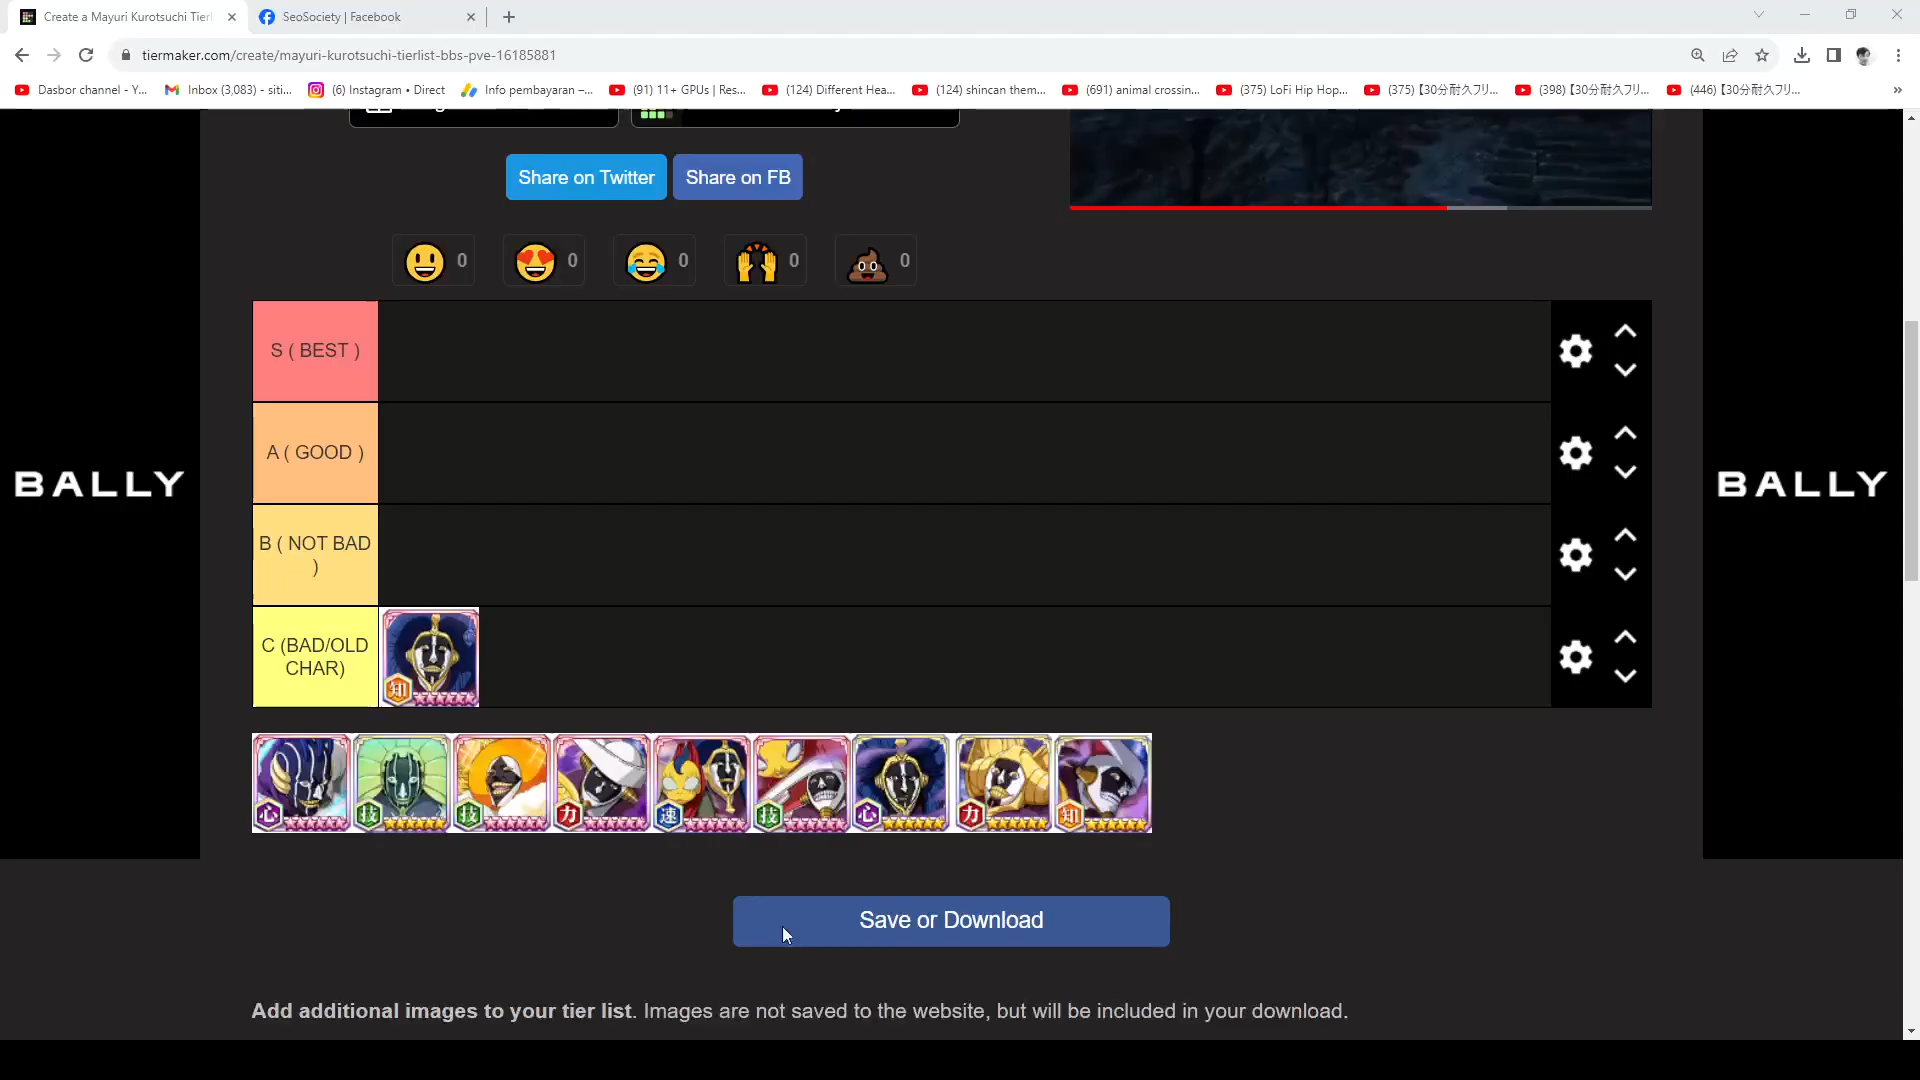 Create a Mayuri Kurotsuchi Tierl
SeoSociety | Facebook
tiermaker.com/create/mayuri-kurotsuchi-tierlist-bbs-pve-16185881
Dasbor channel - Y...
Inbox (3,083) - siti...
(6) Instagram • Direct
Info pembayaran –...
(91) 11+ GPUs | Res...
(124) Different Hea...
(124) shincan them...
(691) animal crossin...
(375) LoFi Hip Hop...
(375) 【30分耐久フリ...
(398) 【30分耐久フリ...
(446) 【30分耐久フリ...
»
Share on Twitter
Share on FB
0
0
0
0
0
S ( BEST )
A ( GOOD )
B ( NOT BAD
)
C (BAD/OLD
CHAR)
知
BALLY
BALLY
心
技
技
力
速
技
心
力
知
Save or Download
Add additional images to your tier list. Images are not saved to the website, but will be included in your download.